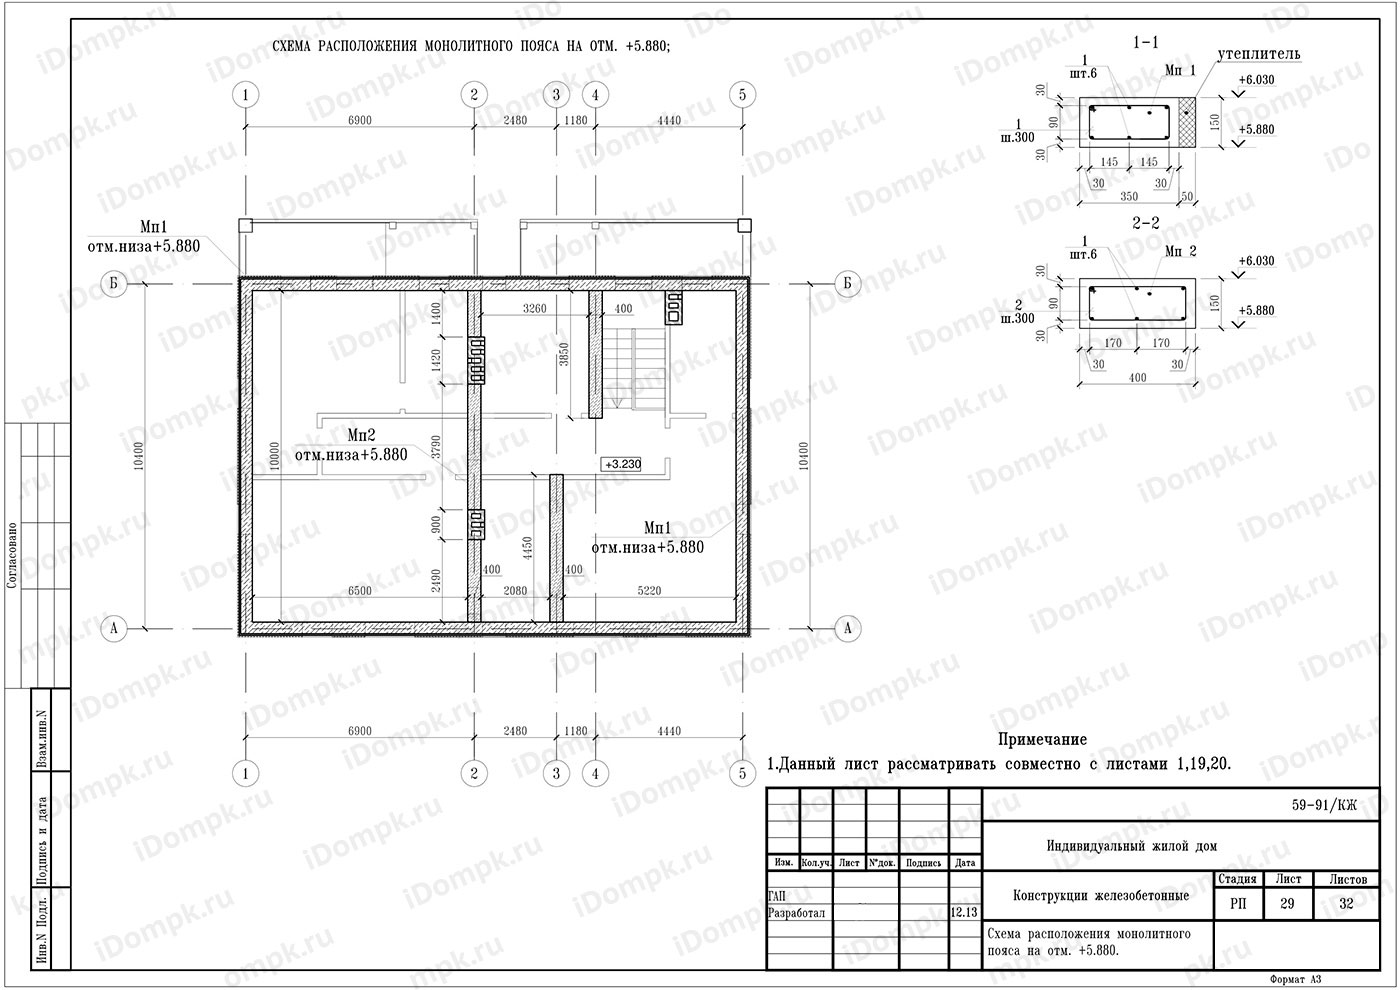 СХЕМА РАСПОЛОЖЕНИЯ МОНОЛИТНОГО ПОЯСА НА ОТМ. +5.880;
1
2
3
4
5
6900
2480
1180
4440
Мп1
отм.низа+5.880
Б
Б
10400
10400
3260
400
1400
1420
3850
10000
3790
Мп2
отм.низа+5.880
+3.230
900
4450
Мп1
отм.низа+5.880
2490
400
400
6500
2080
5220
А
А
6900
2480
1180
4440
1
2
3
4
5
1-1
1
шт.6
Мп 1
утеплитель
+6.030
30
90
30
1
ш.300
150
+5.880
145
145
30
30
350
50
2-2
1
шт.6
Мп 2
+6.030
30
90
30
2
ш.300
150
+5.880
170
170
30
30
400
Примечание
1.Данный лист рассматривать совместно с листами 1,19,20.
59-91/КЖ
Индивидуальный жилой дом
Изм.
Кол.уч.
Лист
N°док.
Подпись
Дата
ГАП
Разработал
12.13
Конструкции железобетонные
Стадия
Лист
Листов
РП
29
32
Схема расположения монолитного
пояса на отм. +5.880.
Формат А3
Согласовано
Взам.инв.N
Подпись и дата
Инв.N Подл.
iDompk.ru